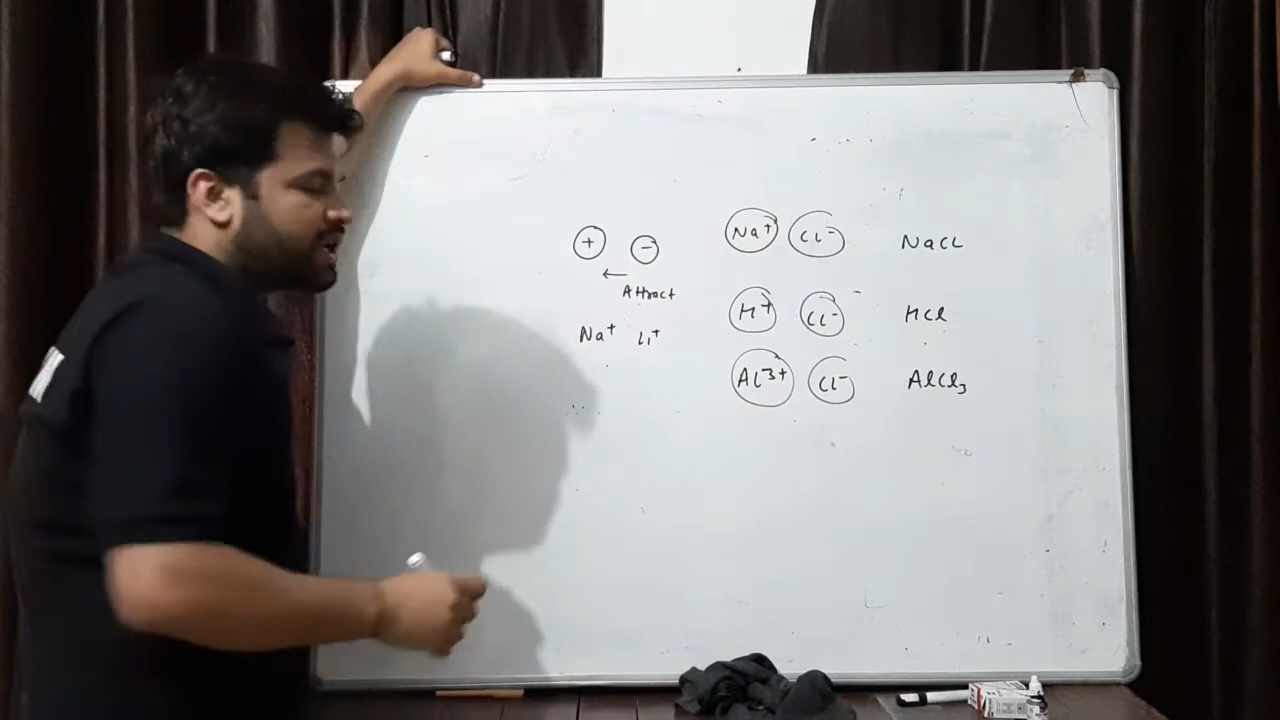 + −
← Attract
Na⁺ Li⁺
Na⁺ Cl⁻ NaCl
H⁺ Cl⁻ HCl
Al³⁺ Cl⁻ AlCl₃